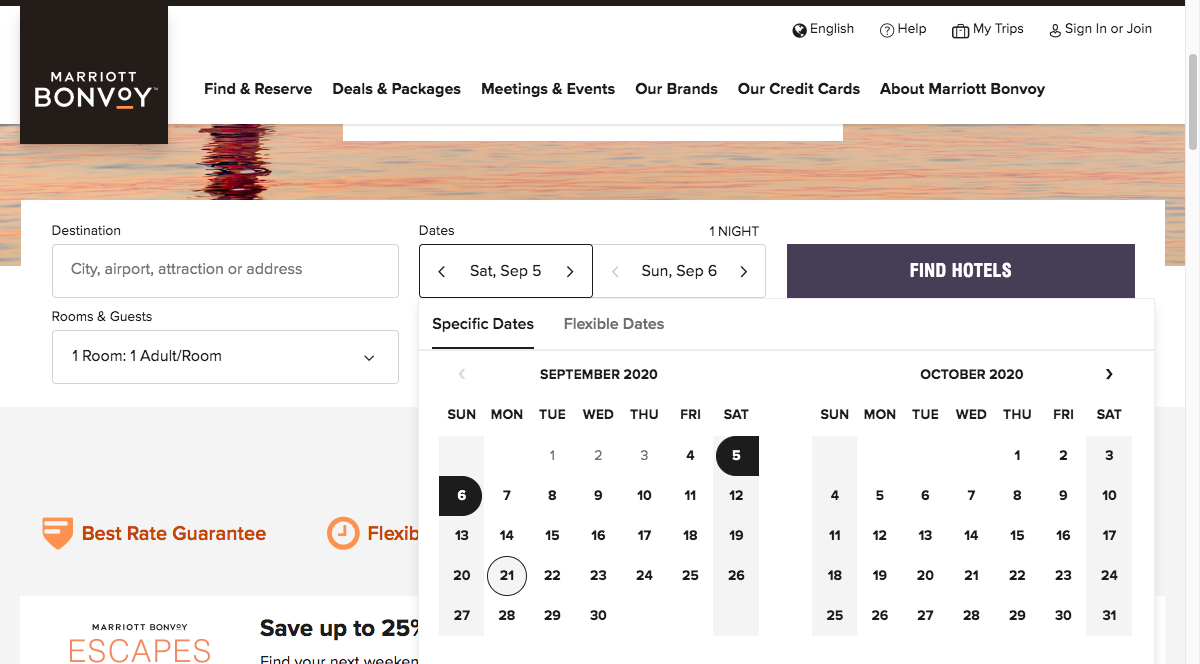 English Help My Trips Sign In or Join
MARRIOTT
BONVOY™
Find & Reserve Deals & Packages Meetings & Events Our Brands Our Credit Cards About Marriott Bonvoy
Destination
City, airport, attraction or address
Dates 1 NIGHT
Sat, Sep 5 Sun, Sep 6
FIND HOTELS
Rooms & Guests
1 Room: 1 Adult/Room
Specific Dates Flexible Dates
SEPTEMBER 2020
SUN MON TUE WED THU FRI SAT
1 2 3 4 5
6 7 8 9 10 11 12
13 14 15 16 17 18 19
20 21 22 23 24 25 26
27 28 29 30
OCTOBER 2020
SUN MON TUE WED THU FRI SAT
1 2 3
4 5 6 7 8 9 10
11 12 13 14 15 16 17
18 19 20 21 22 23 24
25 26 27 28 29 30 31
Best Rate Guarantee Flexib
MARRIOTT BONVOY
ESCAPES
Save up to 25%
Find your next weeken